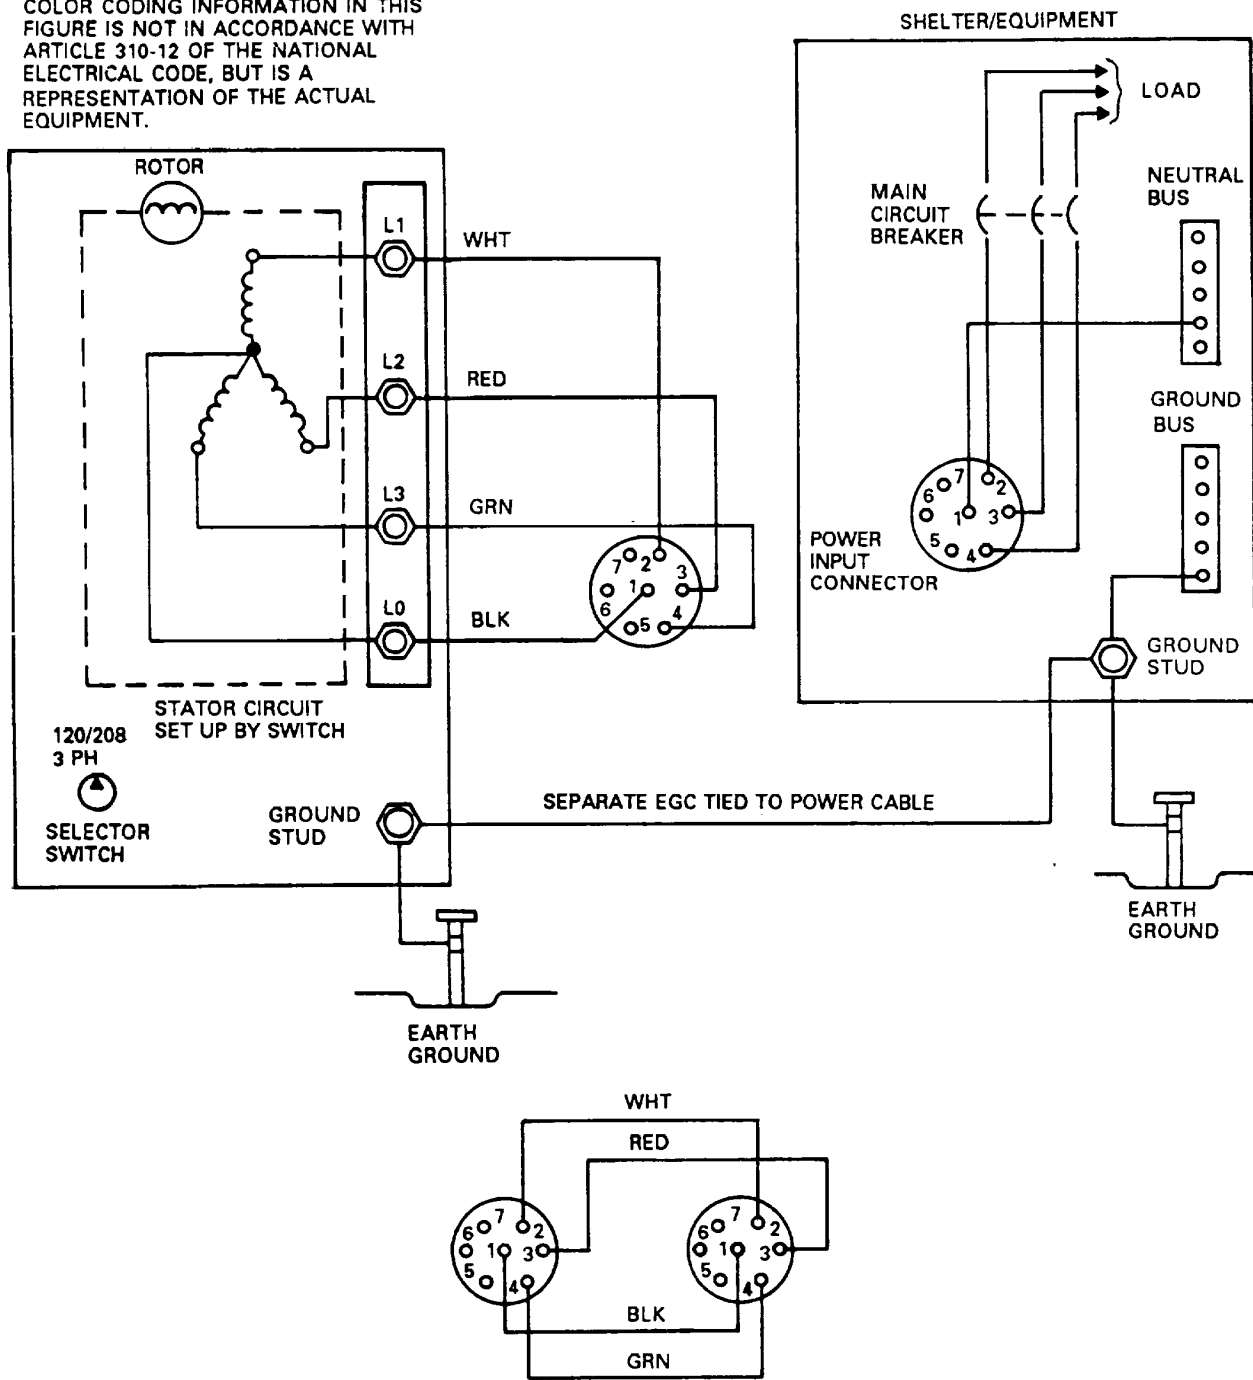 COLOR CODING INFORMATION IN THIS
FIGURE IS NOT IN ACCORDANCE WITH
ARTICLE 310-12 OF THE NATIONAL
ELECTRICAL CODE, BUT IS A
REPRESENTATION OF THE ACTUAL
EQUIPMENT.
SHELTER/EQUIPMENT
LOAD
MAIN
CIRCUIT
BREAKER
NEUTRAL
BUS
GROUND
BUS
7
6
2
1
3
5
4
POWER
INPUT
CONNECTOR
GROUND
STUD
ROTOR
L1
WHT
L2
RED
L3
GRN
L0
BLK
7
2
3
1
6
5
4
STATOR CIRCUIT
SET UP BY SWITCH
120/208
3 PH
SELECTOR
SWITCH
GROUND
STUD
SEPARATE EGC TIED TO POWER CABLE
EARTH
GROUND
EARTH
GROUND
WHT
RED
7
6
2
1
3
5
4
7
6
2
1
3
5
4
BLK
GRN